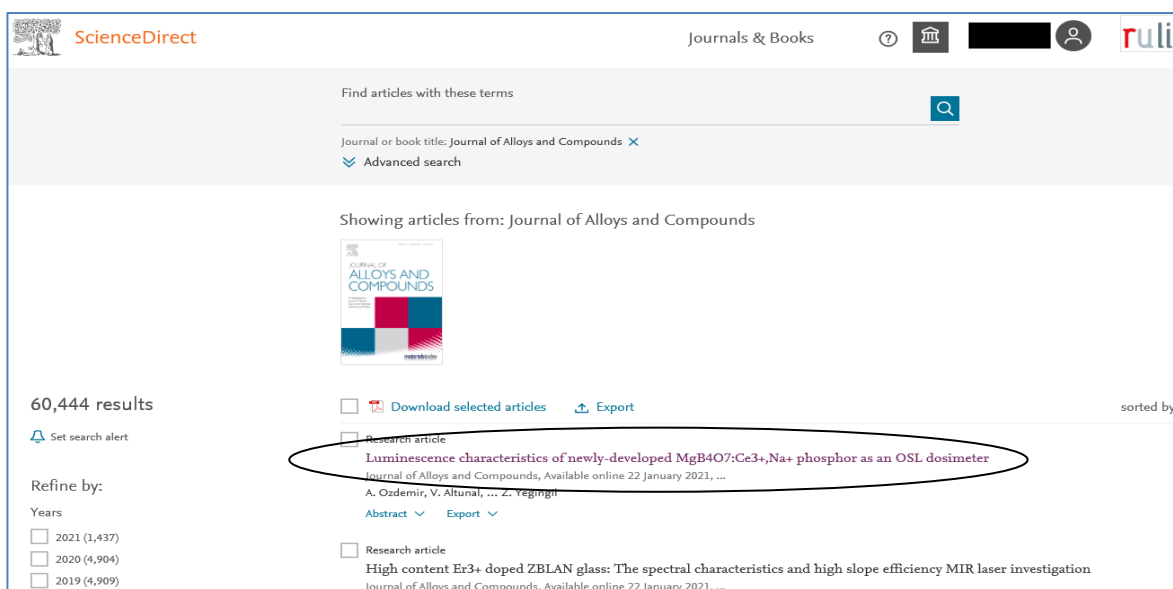 ScienceDirect
Journals & Books
?
ruli
Find articles with these terms
Journal or book title: Journal of Alloys and Compounds ×
Advanced search
Showing articles from: Journal of Alloys and Compounds
JOURNAL OF
ALLOYS AND
COMPOUNDS
materialstoday
60,444 results
Download selected articles Export
sorted by
Set search alert
Research article
Luminescence characteristics of newly-developed MgB4O7:Ce3+,Na+ phosphor as an OSL dosimeter
Journal of Alloys and Compounds, Available online 22 January 2021, ...
A. Ozdemir, V. Altunal, ... Z. Yegingil
Abstract Export
Refine by:
Years
2021 (1,437)
2020 (4,904)
2019 (4,909)
Research article
High content Er3+ doped ZBLAN glass: The spectral characteristics and high slope efficiency MIR laser investigation
Journal of Alloys and Compounds, Available online 22 January 2021, ...